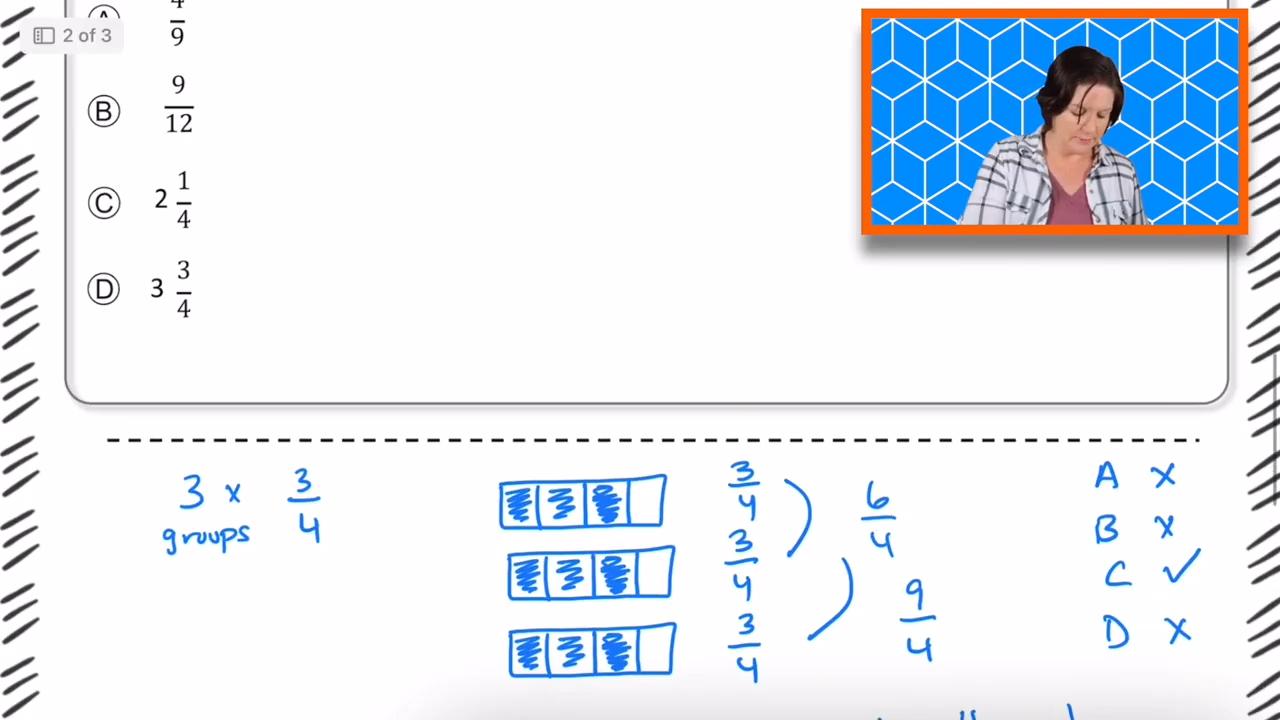 2 of 3
A 4/9
B 9/12
C 2 1/4
D 3 3/4
3 x 3/4
groups
3/4
3/4
3/4
6/4
9/4
A X
B X
C ✓
D X